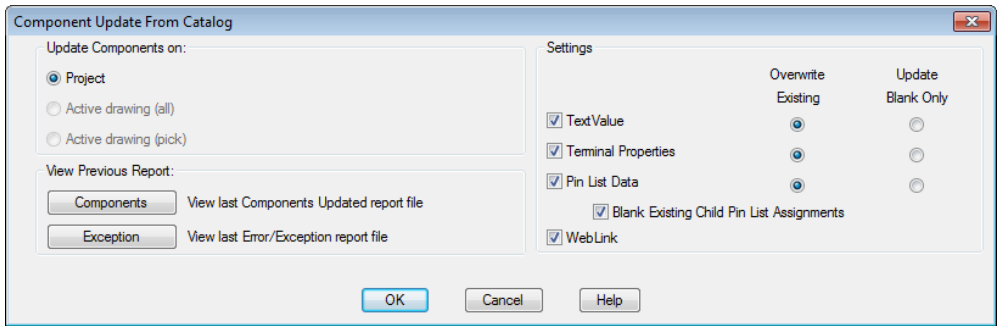 Component Update From Catalog
Update Components on:
Project
Active drawing (all)
Active drawing (pick)
View Previous Report:
Components View last Components Updated report file
Exception View last Error/Exception report file
Settings
Overwrite Existing
Update Blank Only
TextValue
Terminal Properties
Pin List Data
Blank Existing Child Pin List Assignments
WebLink
OK Cancel Help